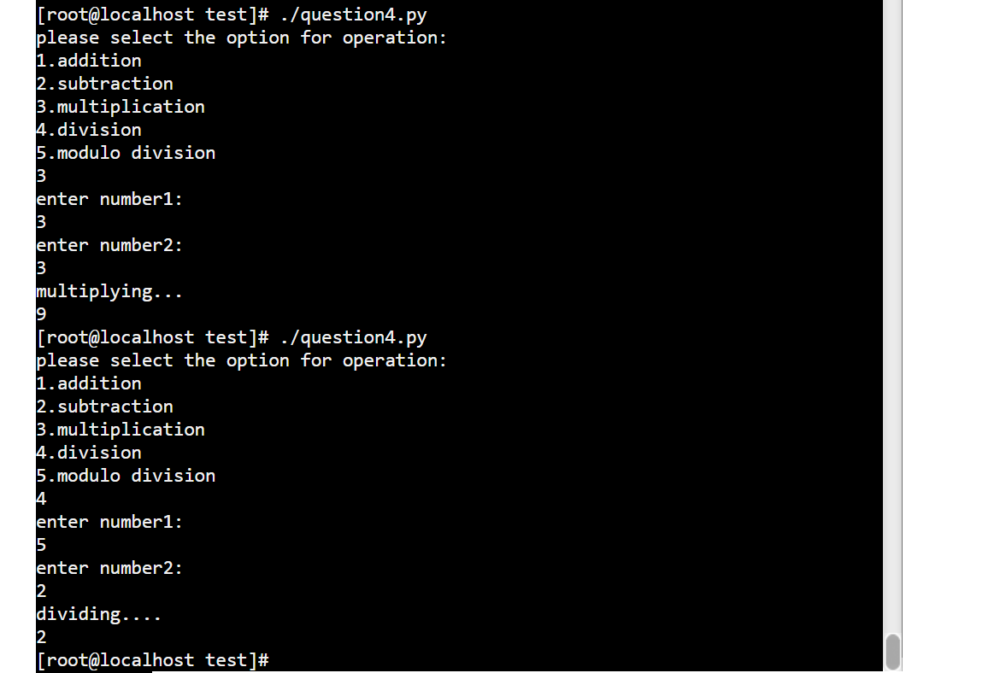 [root@localhost test]# ./question4.py
please select the option for operation:
1.addition
2.subtraction
3.multiplication
4.division
5.modulo division
3
enter number1:
3
enter number2:
3
multiplying...
9
[root@localhost test]# ./question4.py
please select the option for operation:
1.addition
2.subtraction
3.multiplication
4.division
5.modulo division
4
enter number1:
5
enter number2:
2
dividing....
2
[root@localhost test]#